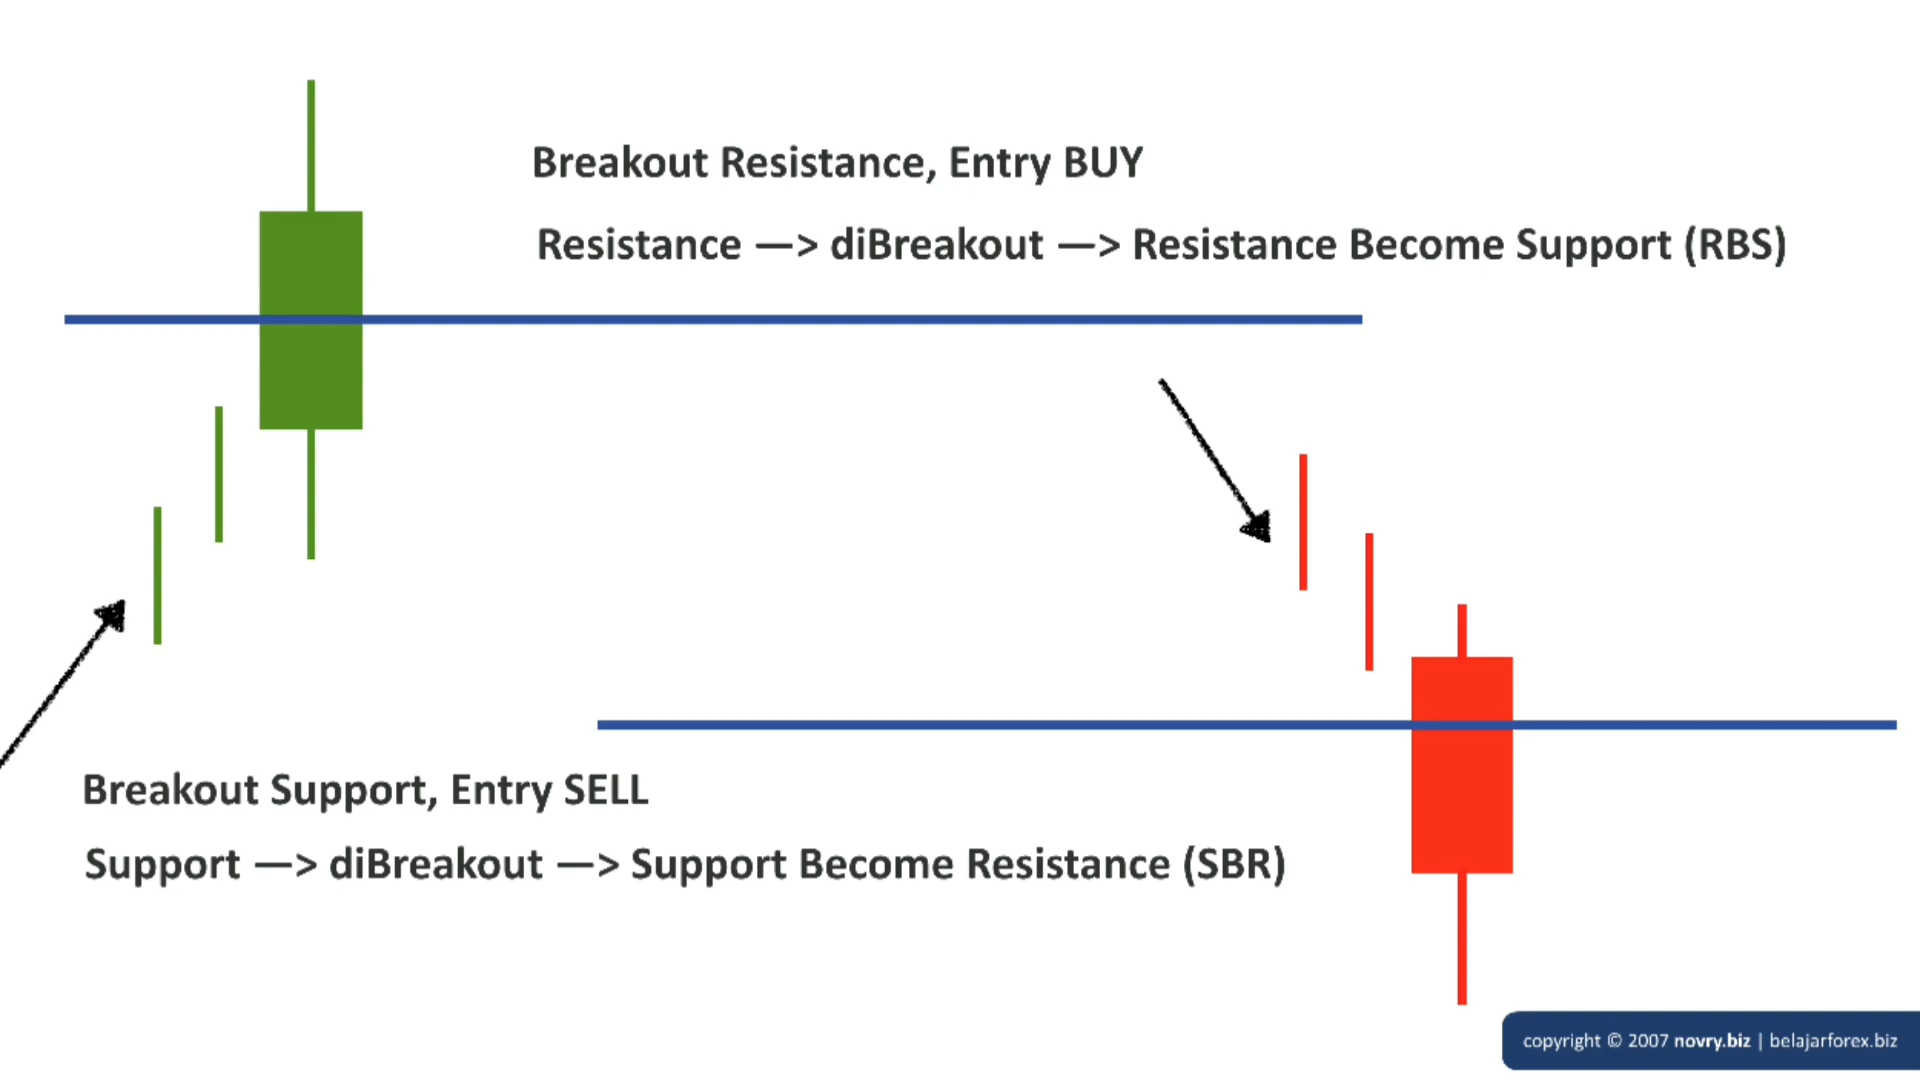 Breakout Resistance, Entry BUY
Resistance —> diBreakout —> Resistance Become Support (RBS)
Breakout Support, Entry SELL
Support —> diBreakout —> Support Become Resistance (SBR)
copyright © 2007 novry.biz | belajarforex.biz